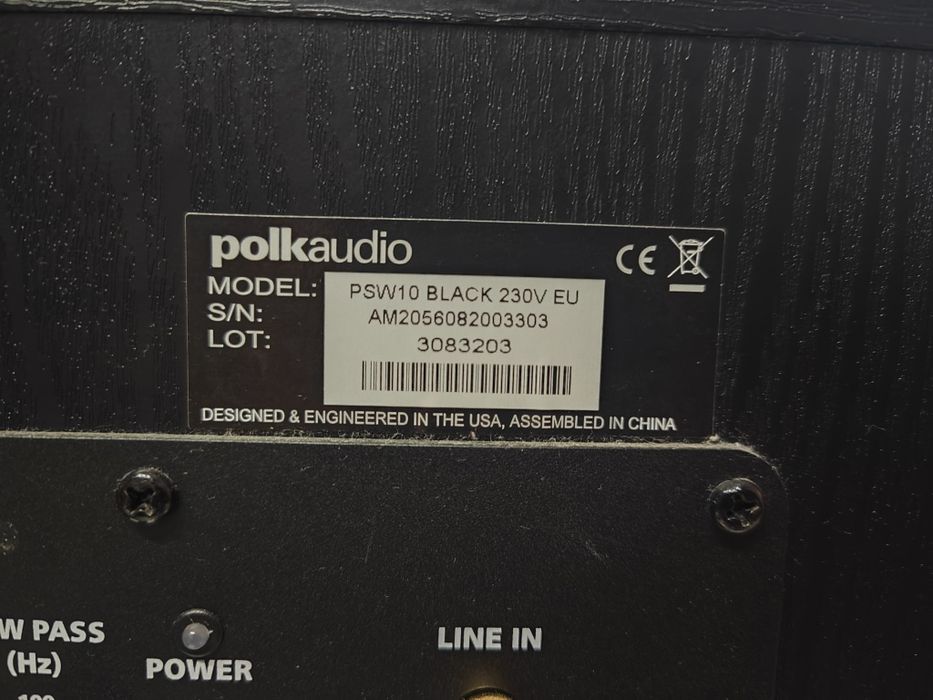 polkaudio
CE
MODEL: PSW10 BLACK 230V EU
S/N: AM2056082003303
LOT: 3083203
DESIGNED & ENGINEERED IN THE USA, ASSEMBLED IN CHINA
W PASS
(Hz)
POWER
LINE IN